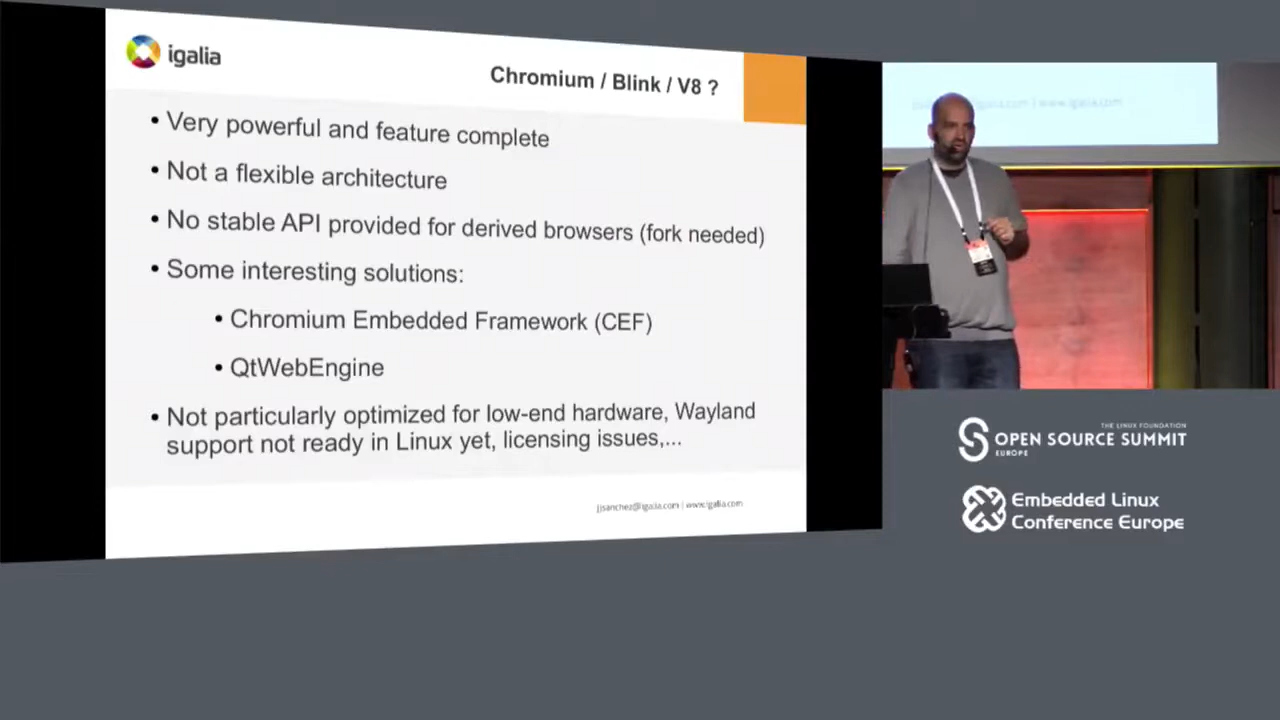 igalia
Chromium / Blink / V8 ?
• Very powerful and feature complete
• Not a flexible architecture
• No stable API provided for derived browsers (fork needed)
• Some interesting solutions:
• Chromium Embedded Framework (CEF)
• QtWebEngine
• Not particularly optimized for low-end hardware, Wayland
support not ready in Linux yet, licensing issues,...
jjsanchez@igalia.com | www.igalia.com
THE LINUX FOUNDATION
OPEN SOURCE SUMMIT
EUROPE
Embedded Linux
Conference Europe